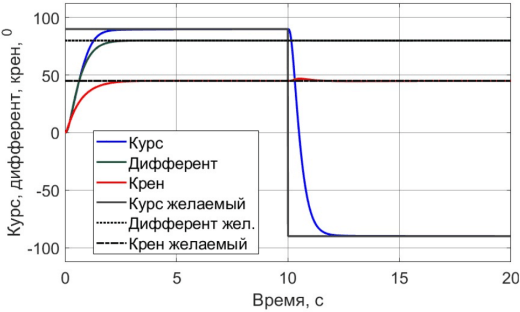 100
50
0
-50
-100
Курс, дифферент, крен, 0
Курс
Дифферент
Крен
Курс желаемый
Дифферент жел.
Крен желаемый
0 5 10 15 20
Время, с